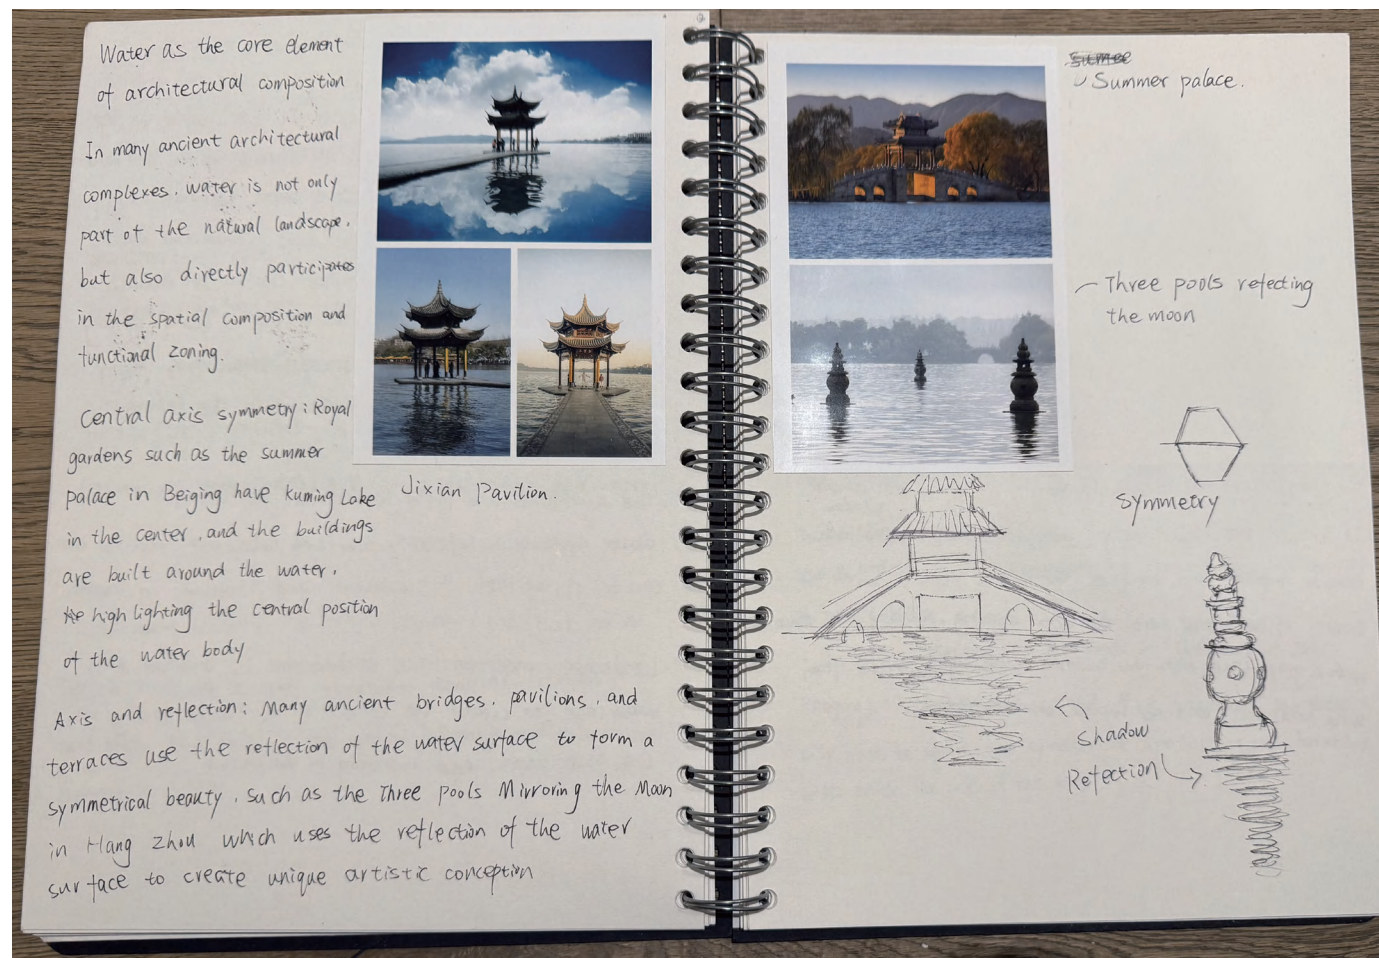 Water as the core element
of architectural composition
In many ancient architectural
complexes. water is not only
part of the natural landscape.
but also directly participates
in the spatial composition and
functional zoning.
Central axis symmetry: Royal
gardens such as the summer
palace in Beiging have Kuming Lake
in the center, and the buildings
are built around the water.
high lighting the central position
of the water body
Axis and reflection: Many ancient bridges. pavilions. and
terraces use the reflection of the water surface to form a
symmetrical beauty. Such as the Three pools Mirroring the Moon
in Hang Zhou which uses the reflection of the water
surface to create unique artistic conception
Jixian Pavilion.
Summer palace.
Three pools refecting
the moon
Symmetry
Shadow
Refection